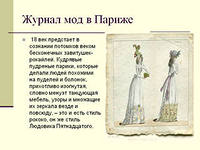 Журнал мод в Париже
18 век предстает в
сознании потомков веком
бесконечных завитушек-
рокайлей. Кудрявые
пудреные парики, которые
делали людей похожими
на пуделей и болонок,
прихотливо изогнутая,
словно менуэт танцующая
мебель, узоры и множащие
их зеркала везде и
повсюду, – это и есть стиль
рококо, он же стиль
Людовика Пятнадцатого.